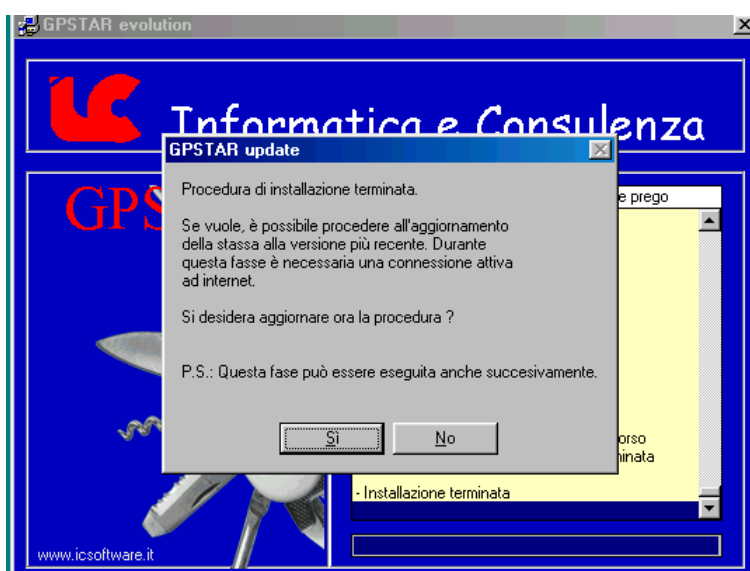 GPSTAR evolution
Informatica e Consulenza
GPSTAR update
Procedura di installazione terminata.
Se vuole, è possibile procedere all'aggiornamento
della stassa alla versione più recente. Durante
questa fasse è necessaria una connessione attiva
ad internet.
Si desidera aggiornare ora la procedura ?
P.S.: Questa fase può essere eseguita anche succesivamente.
Sì
No
GPS
e prego
orso
inata
- Installazione terminata
www.icsoftware.it